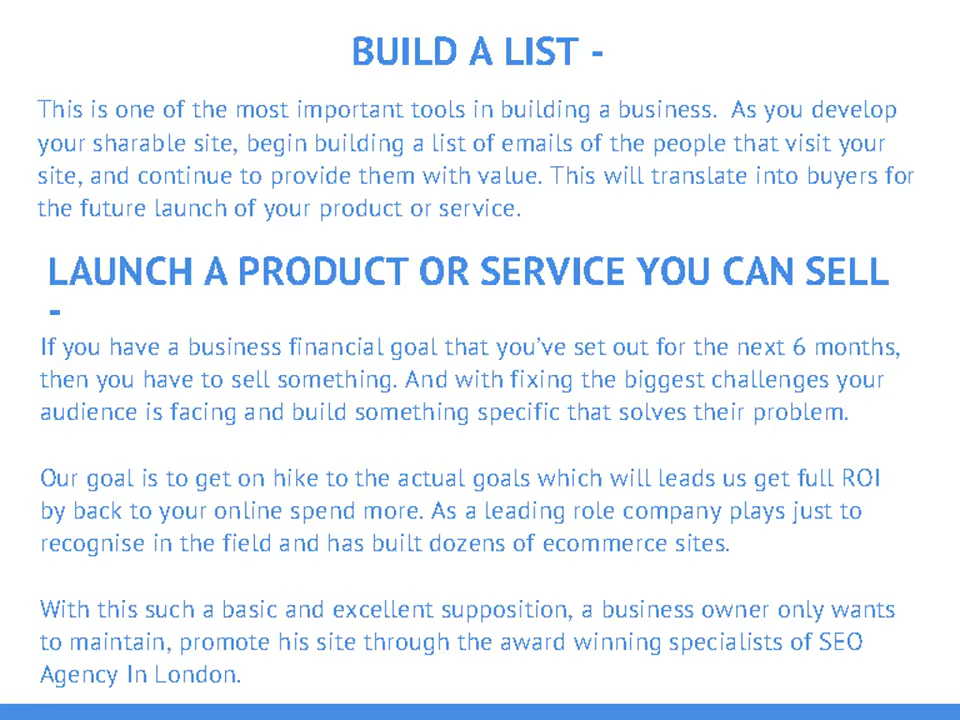 BUILD A LIST -
This is one of the most important tools in building a business.  As you develop
your sharable site, begin building a list of emails of the people that visit your
site, and continue to provide them with value. This will translate into buyers for
the future launch of your product or service.
LAUNCH A PRODUCT OR SERVICE YOU CAN SELL
-
If you have a business financial goal that you’ve set out for the next 6 months,
then you have to sell something. And with fixing the biggest challenges your
audience is facing and build something specific that solves their problem.
Our goal is to get on hike to the actual goals which will leads us get full ROI
by back to your online spend more. As a leading role company plays just to
recognise in the field and has built dozens of ecommerce sites.
With this such a basic and excellent supposition, a business owner only wants
to maintain, promote his site through the award winning specialists of SEO
Agency In London.